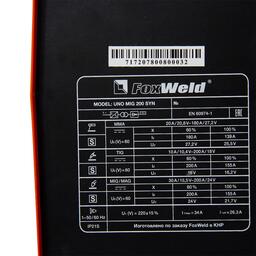 717207800800032
FoxWeld
MODEL: UNO MIG 200 SYN №
EN 60974-1
MMA 20A/20,8V-180A/27,2V
X 60% 100%
S U₀(V)=60 I₂ 180A 139A
U₂ 27,2V 25,5V
TIG 10A/10,4V-200A/18V
X 60% 100%
S U₀(V)=60 I₂ 200A 155A
U₂ 18V 16,2V
MIG/MAG 30A/15,5V-200A/24V
X 60% 100%
S U₀(V)=60 I₂ 200A 155A
U₂ 24V 21,7V
1~50/60 Hz U₁(V)=220±15% I₁max=34A I₁eff=26,3A
IP21S Изготовлено по заказу FoxWeld в КНР